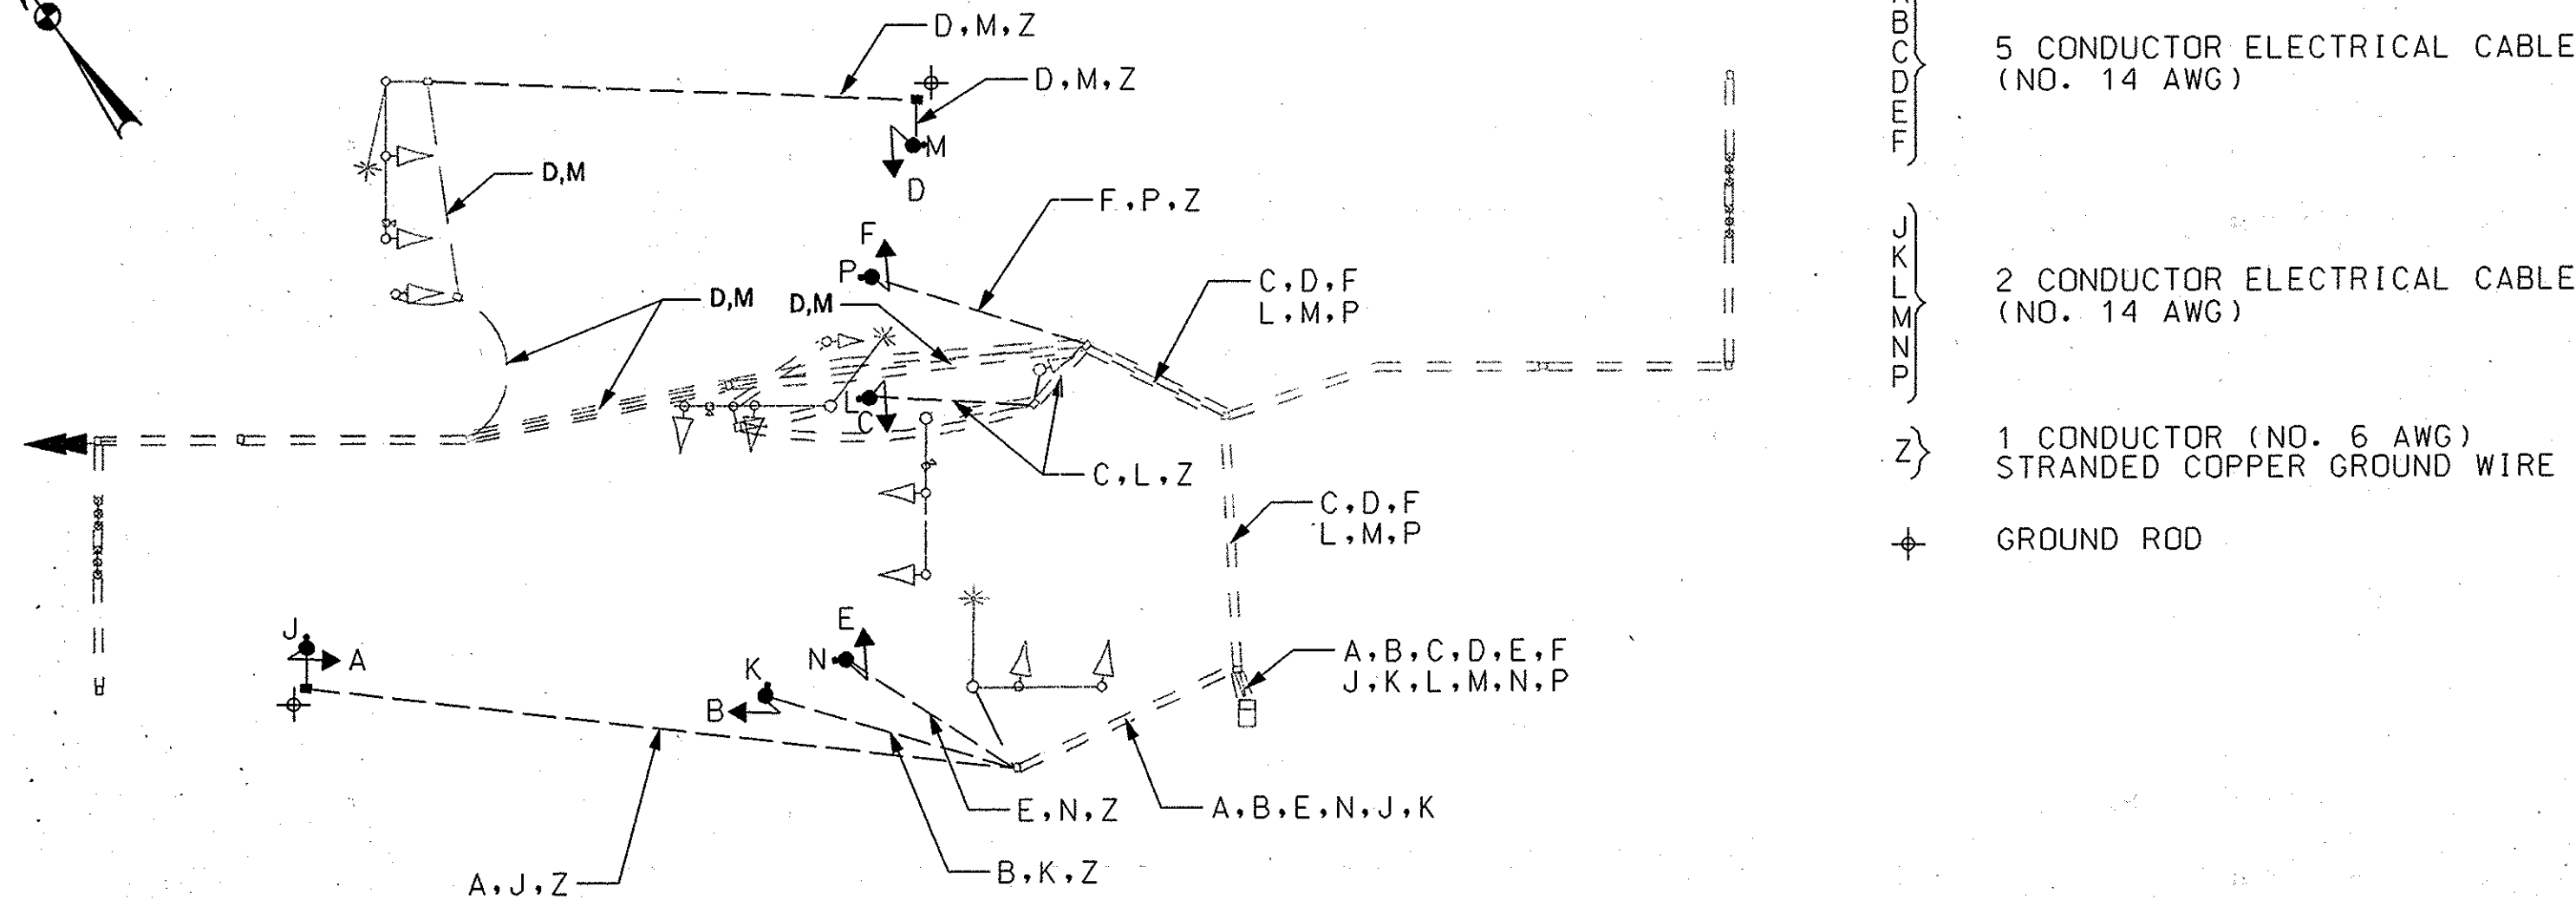 D,M,Z
D,M,Z
M
D
D,M
F,P,Z
F
P
C,D,F
L,M,P
D,M
D,M
L
C
C,L,Z
C,D,F
L,M,P
E
J
A
N
K
B
A,B,C,D,E,F
J,K,L,M,N,P
E,N,Z
A,B,E,N,J,K
B,K,Z
A,J,Z
B
C
D
E
F
5 CONDUCTOR ELECTRICAL CABLE
(NO. 14 AWG)
J
K
L
M
N
P
2 CONDUCTOR ELECTRICAL CABLE
(NO. 14 AWG)
Z
1 CONDUCTOR (NO. 6 AWG)
STRANDED COPPER GROUND WIRE
GROUND ROD